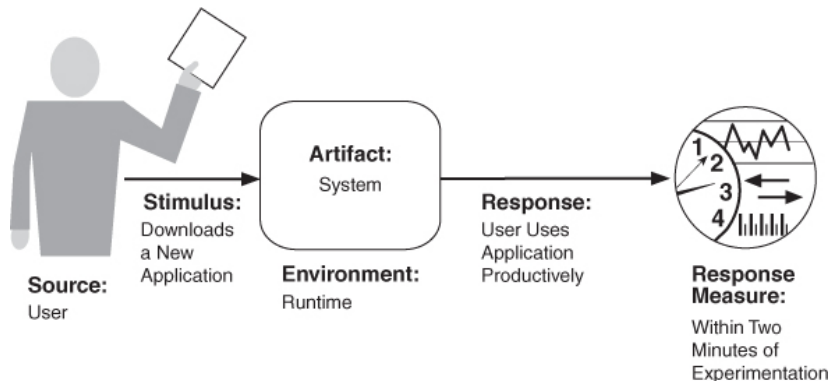 Source:
User
Stimulus:
Downloads
a New
Application
Artifact:
System
Environment:
Runtime
Response:
User Uses
Application
Productively
1
2
3
4
Response
Measure:
Within Two
Minutes of
Experimentation